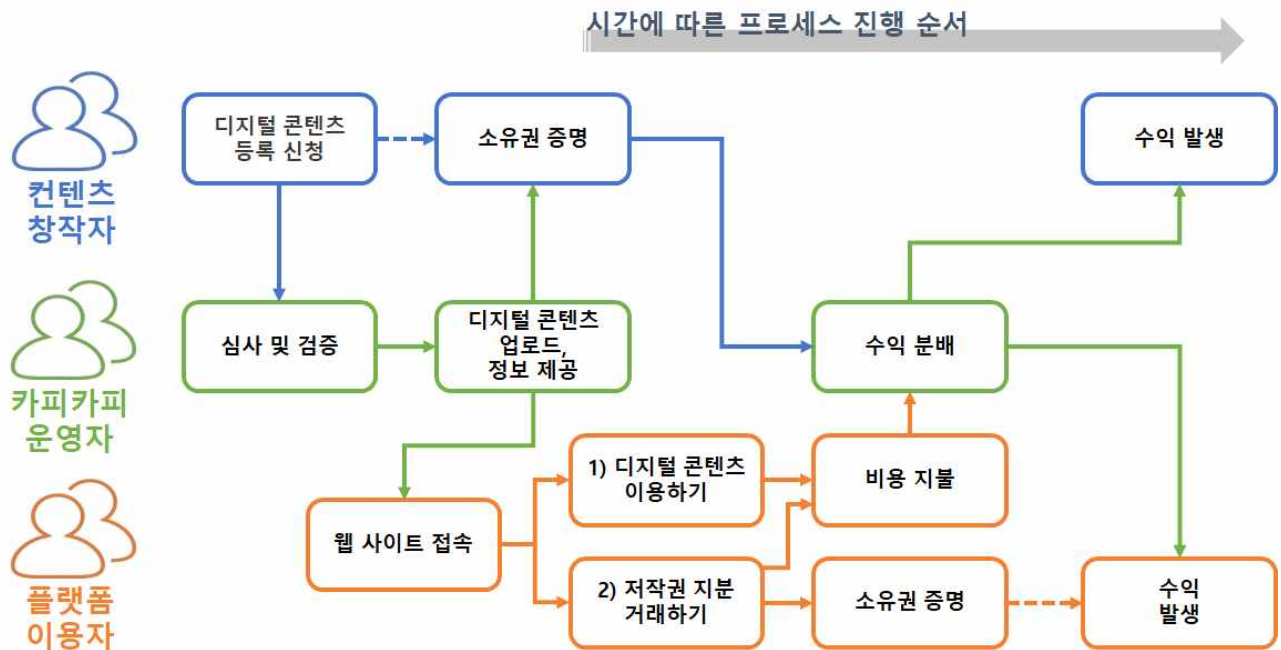 시간에 따른 프로세스 진행 순서
컨텐츠
창작자
디지털 콘텐츠
등록 신청
소유권 증명
수익 발생
카피카피
운영자
심사 및 검증
디지털 콘텐츠
업로드,
정보 제공
수익 분배
플랫폼
이용자
웹 사이트 접속
1) 디지털 콘텐츠
이용하기
비용 지불
2) 저작권 지분
거래하기
소유권 증명
수익
발생